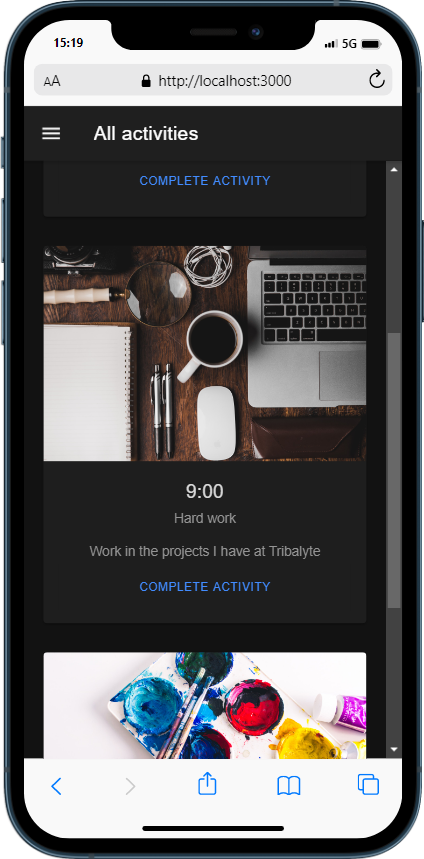 15:19
5G
AA
http://localhost:3000
All activities
COMPLETE ACTIVITY
9:00
Hard work
Work in the projects I have at Tribalyte
COMPLETE ACTIVITY